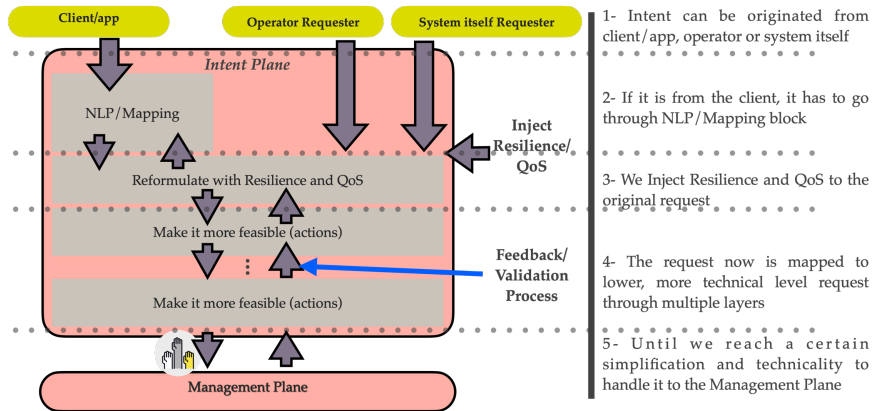 Client/app
Operator Requester
System itself Requester
Intent Plane
NLP/Mapping
Inject
Resilience/
QoS
Reformulate with Resilience and QoS
Make it more feasible (actions)
Feedback/
Validation
Process
Make it more feasible (actions)
Management Plane
1- Intent can be originated from
client/app, operator or system itself
2- If it is from the client, it has to go
through NLP/Mapping block
3- We Inject Resilience and QoS to the
original request
4- The request now is mapped to
lower, more technical level request
through multiple layers
5- Until we reach a certain
simplification and technicality to
handle it to the Management Plane